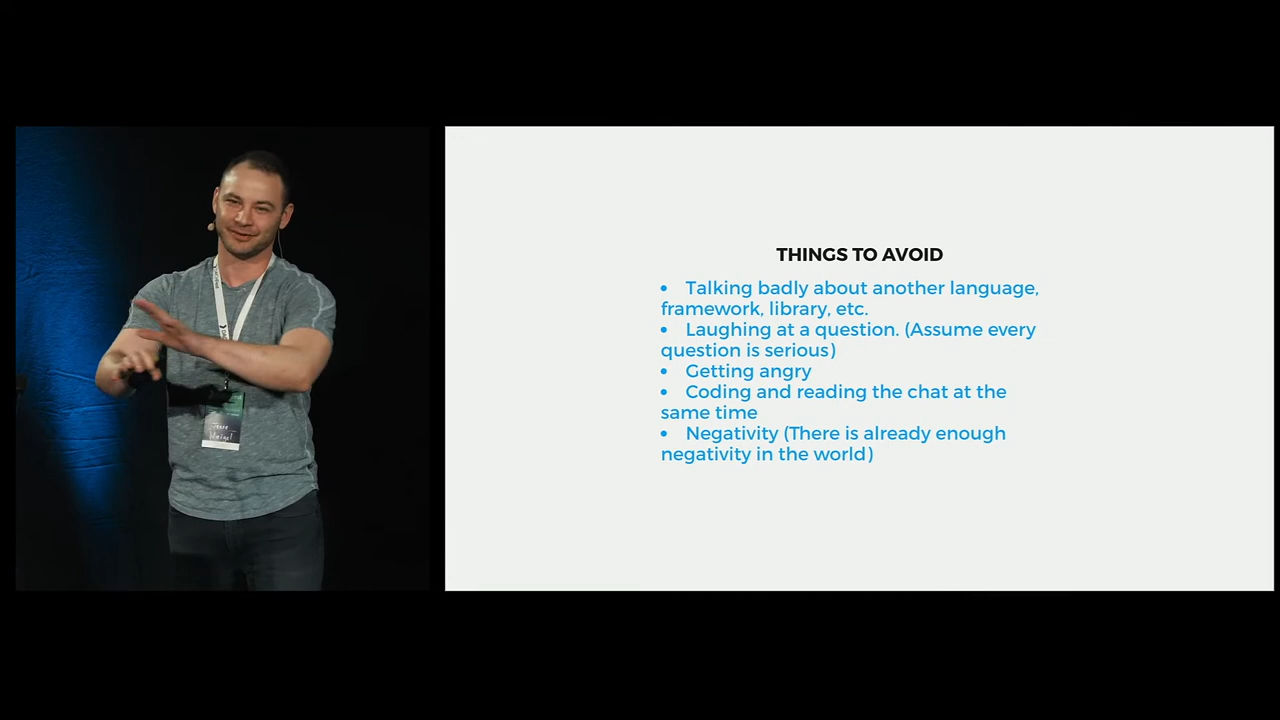 THINGS TO AVOID
• Talking badly about another language,
framework, library, etc.
• Laughing at a question. (Assume every
question is serious)
• Getting angry
• Coding and reading the chat at the
same time
• Negativity (There is already enough
negativity in the world)